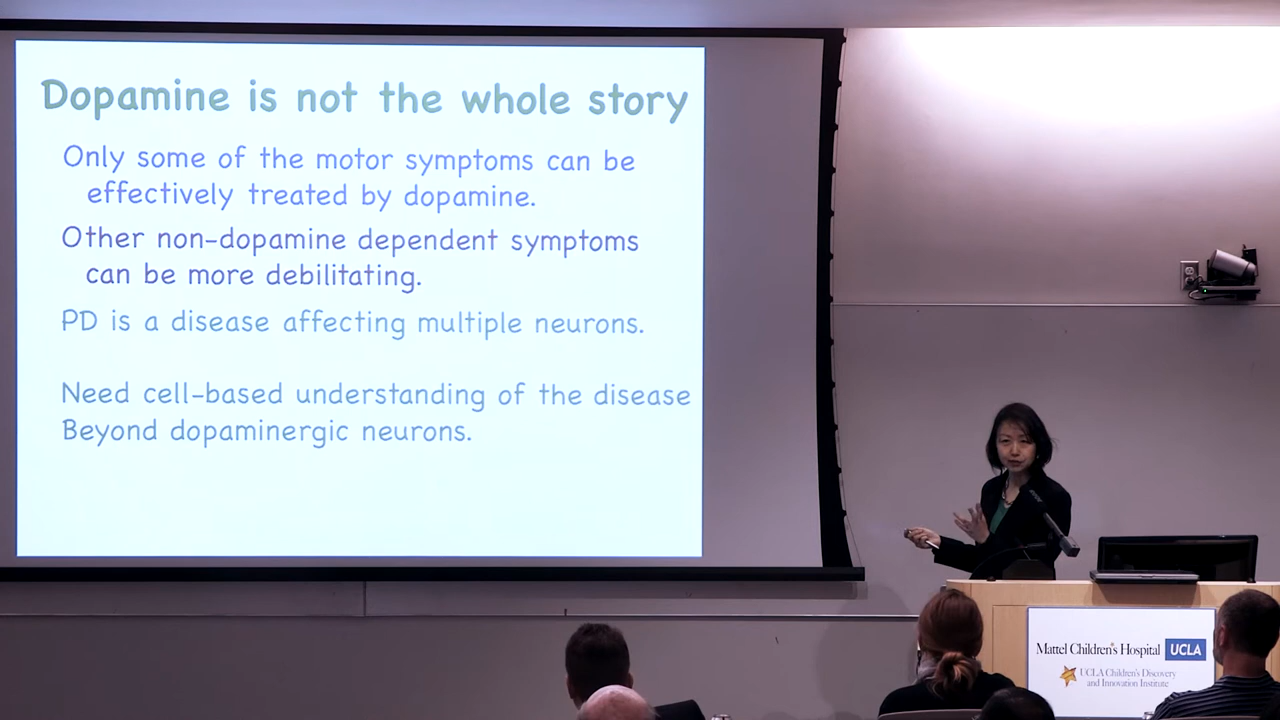 Dopamine is not the whole story
Only some of the motor symptoms can be
effectively treated by dopamine.
Other non-dopamine dependent symptoms
can be more debilitating.
PD is a disease affecting multiple neurons.
Need cell-based understanding of the disease
Beyond dopaminergic neurons.
Mattel Children's Hospital UCLA
UCLA Children's Discovery
and Innovation Institute